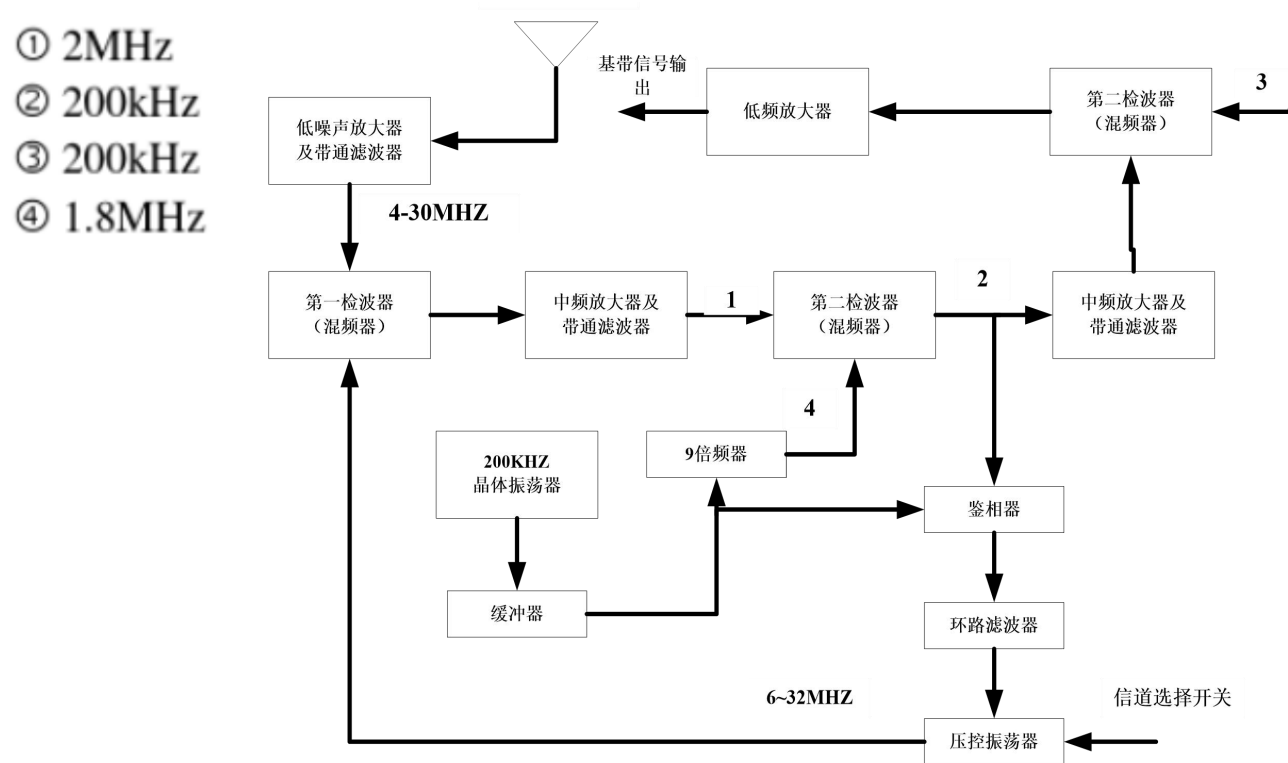 ① 2MHz
② 200kHz
③ 200kHz
④ 1.8MHz
基带信号输
出
低频放大器
第二检波器
(混频器)
3
低噪声放大器
及带通滤波器
4-30MHZ
第一检波器
(混频器)
中频放大器及
带通滤波器
1
第二检波器
(混频器)
2
中频放大器及
带通滤波器
4
200KHZ
晶体振荡器
9倍频器
鉴相器
缓冲器
环路滤波器
6~32MHZ
信道选择开关
压控振荡器